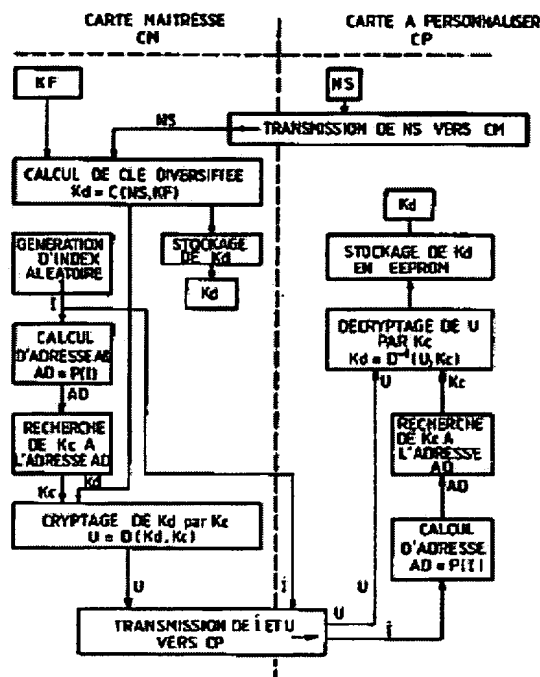 CARTE MAITRESSE
CM
CARTE A PERSONNALISER
CP
KF
NS
NS
TRANSMISSION DE NS VERS CM
CALCUL DE CLE DIVERSIFIEE
Kd = C(NS,KF)
Kd
GENERATION
D'INDEX
ALEATOIRE
STOCKAGE
DE Kd
STOCKAGE DE Kd
EN EEPROM
Kd
I
CALCUL
D'ADRESSE AD
AD = P(I)
DECRYPTAGE DE U
PAR Kc
Kd = D⁻¹(U,Kc)
AD
U
Kc
RECHERCHE
DE Kc A
L'ADRESSE AD
RECHERCHE
DE Kc A
L'ADRESSE
AD
Kc
Kd
AD
CRYPTAGE DE Kd par Kc
U = D(Kd,Kc)
CALCUL
D'ADRESSE
AD = P(I)
U
I
U
U
TRANSMISSION DE I ET U
VERS CP
I